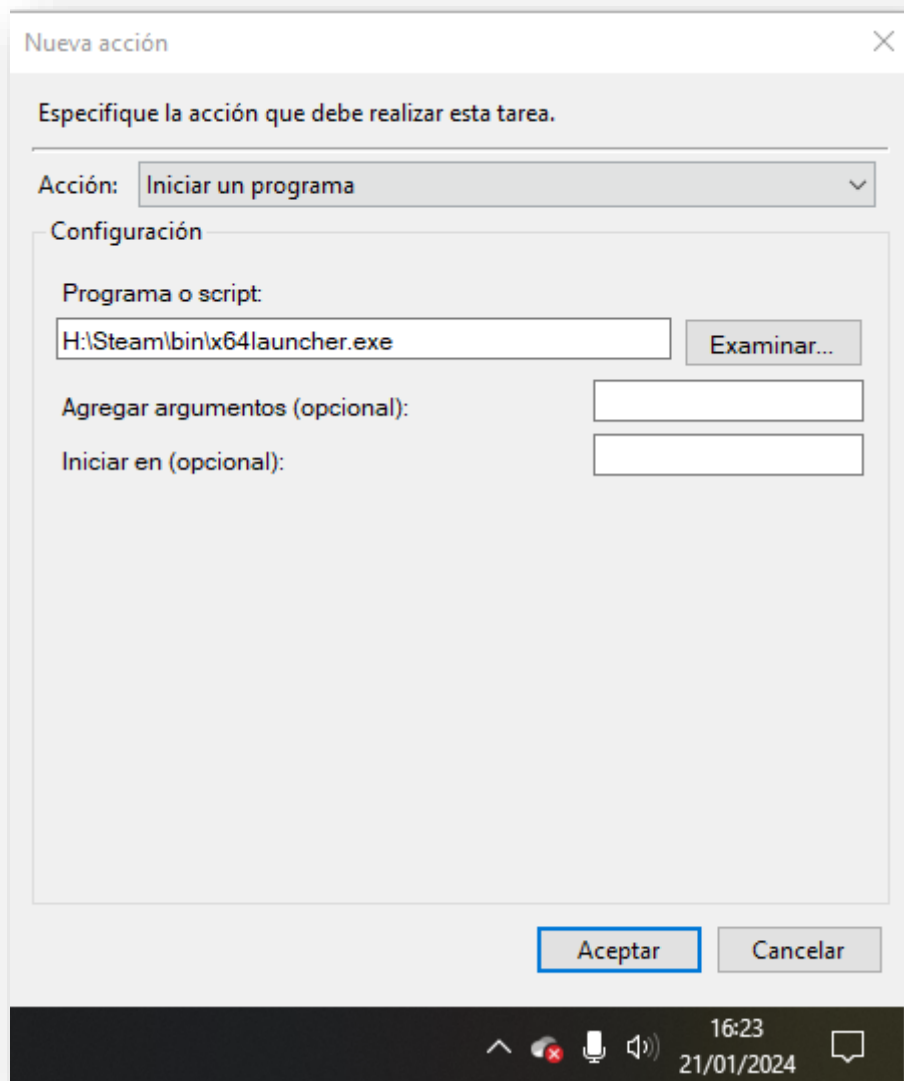 Nueva acción
Especifique la acción que debe realizar esta tarea.
Acción: Iniciar un programa
Configuración
Programa o script:
H:\Steam\bin\x64launcher.exe Examinar...
Agregar argumentos (opcional):
Iniciar en (opcional):
Aceptar Cancelar
16:23
21/01/2024